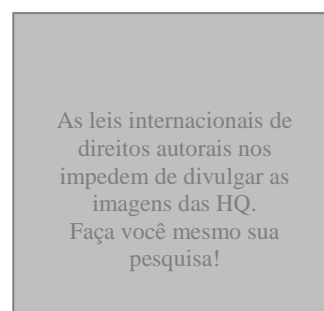 As leis internacionais de
direitos autorais nos
impedem de divulgar as
imagens das HQ.
Faça você mesmo sua
pesquisa!